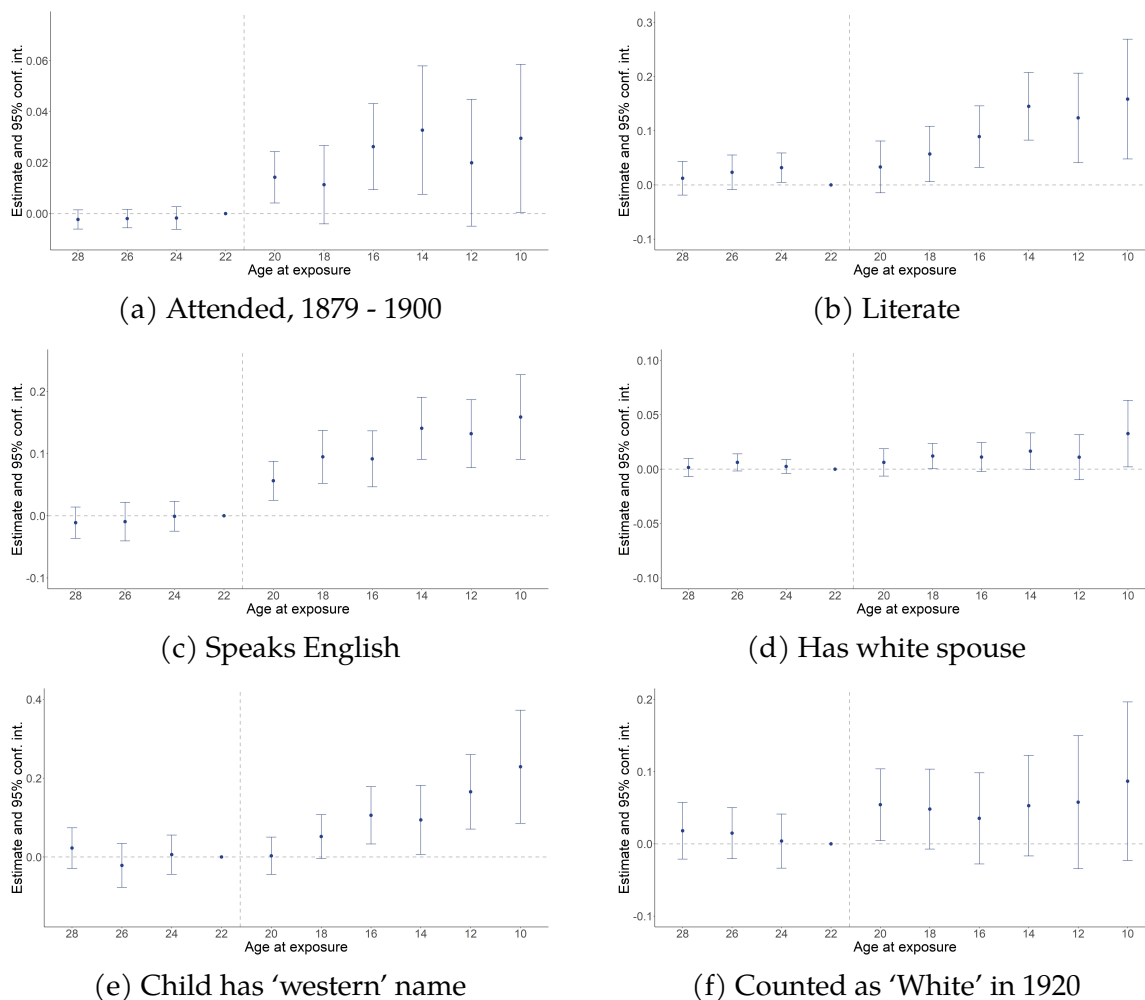 Estimate and 95% conf. int.
0.06
0.04
0.02
0.00
28 26 24 22 20 18 16 14 12 10
Age at exposure
(a) Attended, 1879 - 1900
Estimate and 95% conf. int.
0.3
0.2
0.1
0.0
-0.1
28 26 24 22 20 18 16 14 12 10
Age at exposure
(b) Literate
Estimate and 95% conf. int.
0.2
0.1
0.0
-0.1
28 26 24 22 20 18 16 14 12 10
Age at exposure
(c) Speaks English
Estimate and 95% conf. int.
0.10
0.05
0.00
-0.05
-0.10
28 26 24 22 20 18 16 14 12 10
Age at exposure
(d) Has white spouse
Estimate and 95% conf. int.
0.4
0.2
0.0
28 26 24 22 20 18 16 14 12 10
Age at exposure
(e) Child has ‘western’ name
Estimate and 95% conf. int.
0.2
0.1
0.0
-0.1
28 26 24 22 20 18 16 14 12 10
Age at exposure
(f) Counted as ‘White’ in 1920